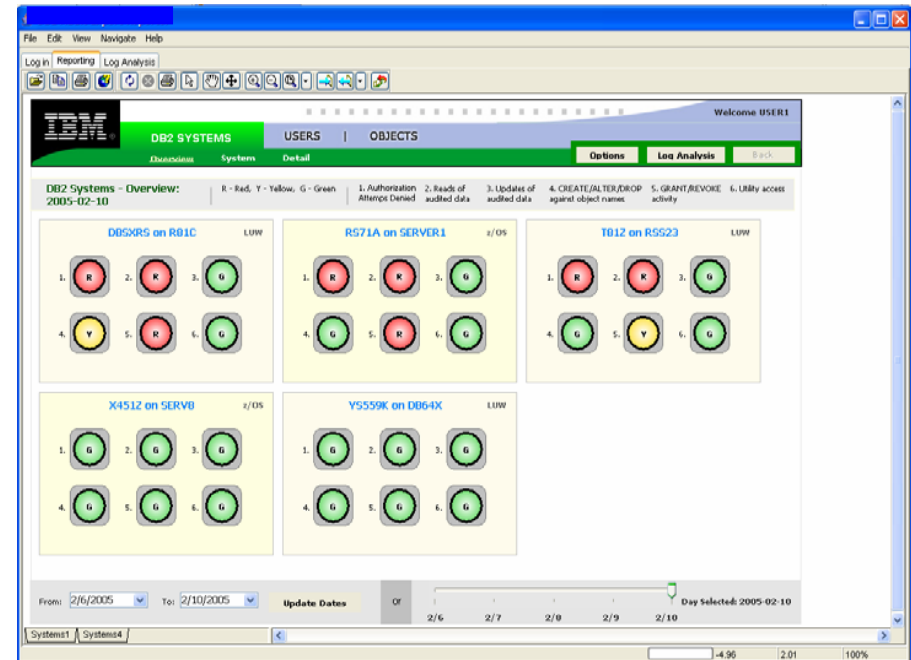 File Edit View Navigate Help
Log in Reporting Log Analysis
IBM
Welcome USER1
DB2 SYSTEMS USERS | OBJECTS
Overview System Detail Options Log Analysis Back
DB2 Systems - Overview:
2005-02-10
R - Red, Y - Yellow, G - Green
1. Authorization
Attemps Denied
2. Reads of
audited data
3. Updates of
audited data
4. CREATE/ALTER/DROP
against object names
5. GRANT/REVOKE
activity
6. Utility access
DBSXRS on R81C LUW
1. R 2. R 3. G
4. Y 5. R 6. G
RS71A on SERVER1 z/OS
1. R 2. R 3. G
4. G 5. R 6. G
T812 on RSS23 LUW
1. R 2. R 3. G
4. G 5. Y 6. G
X4512 on SERV8 z/OS
1. G 2. G 3. G
4. G 5. G 6. G
YS559K on DB64X LUW
1. G 2. G 3. G
4. G 5. G 6. G
From: 2/6/2005 To: 2/10/2005 Update Dates or
2/6 2/7 2/8 2/9 2/10
Day Selected: 2005-02-10
Systems1 Systems4
-4.96 2.01 100%